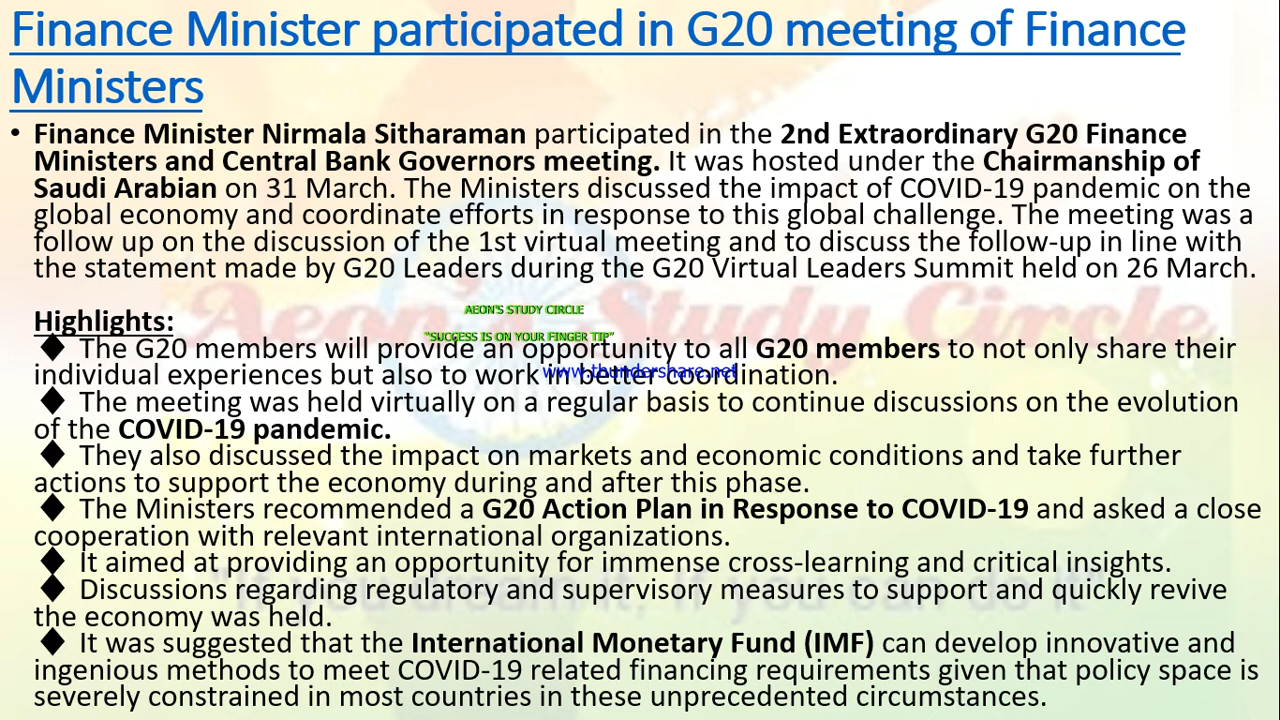 Finance Minister participated in G20 meeting of Finance
Ministers
• Finance Minister Nirmala Sitharaman participated in the 2nd Extraordinary G20 Finance
Ministers and Central Bank Governors meeting. It was hosted under the Chairmanship of
Saudi Arabian on 31 March. The Ministers discussed the impact of COVID-19 pandemic on the
global economy and coordinate efforts in response to this global challenge. The meeting was a
follow up on the discussion of the 1st virtual meeting and to discuss the follow-up in line with
the statement made by G20 Leaders during the G20 Virtual Leaders Summit held on 26 March.
AEON'S STUDY CIRCLE
Aeon's Study Circle
Highlights:
"SUCCESS IS ON YOUR FINGER TIP"
♦ The G20 members will provide an opportunity to all G20 members to not only share their
individual experiences but also to work in better coordination.
www.thundershare.net
♦ The meeting was held virtually on a regular basis to continue discussions on the evolution
of the COVID-19 pandemic.
♦ They also discussed the impact on markets and economic conditions and take further
actions to support the economy during and after this phase.
♦ The Ministers recommended a G20 Action Plan in Response to COVID-19 and asked a close
cooperation with relevant international organizations.
♦ It aimed at providing an opportunity for immense cross-learning and critical insights.
"If you dream it, If you can do it"
♦ Discussions regarding regulatory and supervisory measures to support and quickly revive
the economy was held.
♦ It was suggested that the International Monetary Fund (IMF) can develop innovative and
ingenious methods to meet COVID-19 related financing requirements given that policy space is
severely constrained in most countries in these unprecedented circumstances.